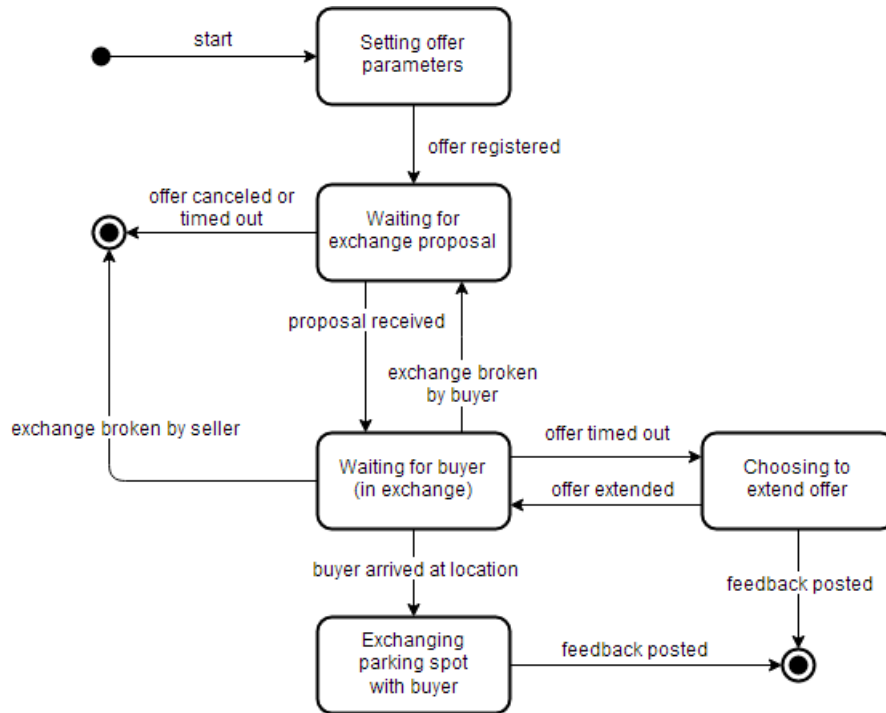 start
Setting offer
parameters
offer registered
offer canceled or
timed out
Waiting for
exchange proposal
proposal received
exchange broken
by buyer
exchange broken by seller
Waiting for buyer
(in exchange)
offer timed out
offer extended
Choosing to
extend offer
buyer arrived at location
feedback posted
Exchanging
parking spot
with buyer
feedback posted